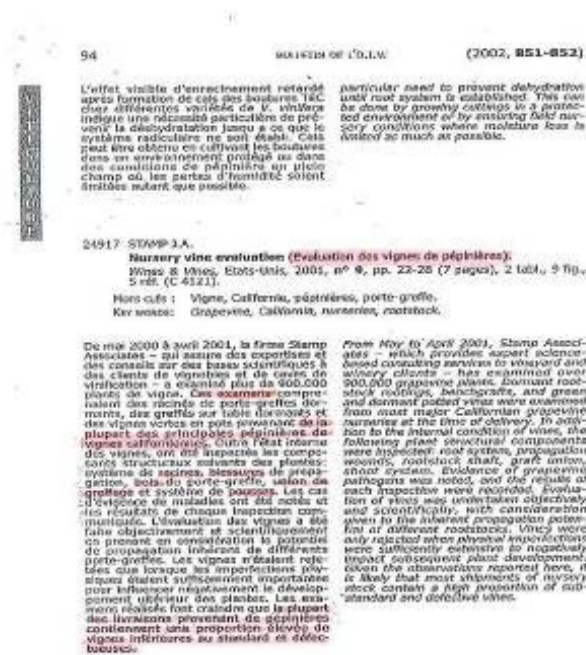 94 BULLETIN DE L'O.I.V. (2002, 851-852)
L'effet visible d'enracinement retardé
après formation de cals des boutures TEC
chez différentes variétés de V. vinifera
indique une nécessité particulière de pré-
venir la déshydratation jusqu'à ce que le
système radiculaire ne soit établi. Cela
peut être obtenu en cultivant les boutures
dans un environnement protégé ou dans
des conditions de pépinière en plein
champ où les pertes d'humidité soient
limitées autant que possible.
particular need to prevent dehydration
until root system is established. This can
be done by growing cuttings in a protec-
ted environment or by ensuring field nur-
sery conditions where moisture loss is
limited as much as possible.
24917 STAMP J.A.
Nursery vine evaluation (Evaluation des vignes de pépinières).
Wines & Vines, Etats-Unis, 2001, nº 9, pp. 22-28 (7 pages), 2 tabl., 9 fig.,
5 réf. (C 4121).
Mots clés : Vigne, Californie, pépinières, porte-greffe.
Key words: Grapevine, California, nurseries, rootstock.
De mai 2000 à avril 2001, la firme Stamp
Associates – qui assure des expertises et
des conseils sur des bases scientifiques à
des clients de vignobles et de caves de
vinification – a examiné plus de 900.000
plants de vigne. Ces examens compre-
naient des racinés de porte-greffes dor-
mants, des greffés sur table dormants et
des vignes vertes en pots provenant de la
plupart des principales pépinières de
vignes californiennes. Outre l'état interne
des vignes, ont été inspectés les compo-
sants structuraux suivants des plantes:
système de racines, blessures de propa-
gation, bois du porte-greffe, union de
greffage et système de pousses. Les cas
d'évidence de maladies ont été notés et
les résultats de chaque inspection com-
muniqués. L'évaluation des vignes a été
faite objectivement et scientifiquement
en prenant en considération le potentiel
de propagation inhérent de différents
porte-greffes. Les vignes n'étaient reje-
tées que lorsque les imperfections phy-
siques étaient suffisamment importantes
pour influencer négativement le dévelop-
pement ultérieur des plantes. Les exa-
mens réalisés font craindre que la plupart
des livraisons provenant de pépinières
contiennent une proportion élevée de
vignes inférieures au standard et défec-
tueuses.
From May to April 2001, Stamp Associ-
ates – which provides expert science-
based consulting services to vineyard and
winery clients – has examined over
900,000 grapevine plants. Dormant root-
stock rootings, benchgrafts, and green
and dormant potted vines were examined
from most major Californian grapevine
nurseries at the time of delivery. In addi-
tion to the internal condition of vines, the
following plant structural components
were inspected: root system, propagation
wounds, rootstock shaft, graft union,
shoot system. Evidence of grapevine
pathogens was noted, and the results of
each inspection were recorded. Evalua-
tion of vines was undertaken objectively
and scientifically, with consideration
given to the inherent propagation poten-
tial of different rootstocks. Vines were
only rejected when physical imperfections
were sufficiently extensive to negatively
impact subsequent plant development.
Given the observations reported here, it
is likely that most shipments of nursery
stock contain a high proportion of sub-
standard and defective vines.